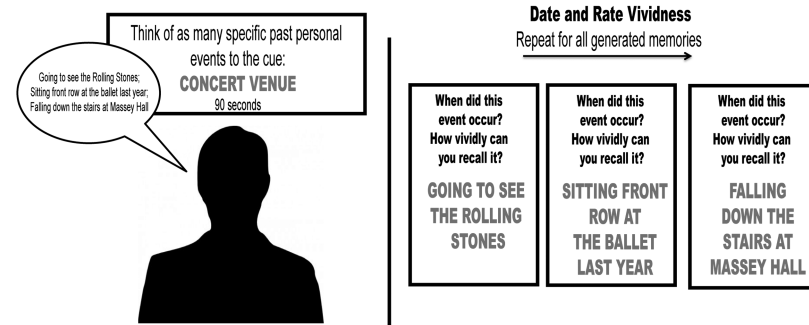 Think of as many specific past personal
events to the cue:
CONCERT VENUE
90 seconds
Going to see the Rolling Stones;
Sitting front row at the ballet last year;
Falling down the stairs at Massey Hall
Date and Rate Vividness
Repeat for all generated memories
When did this
event occur?
How vividly can
you recall it?
GOING TO SEE
THE ROLLING
STONES
When did this
event occur?
How vividly can
you recall it?
SITTING FRONT
ROW AT
THE BALLET
LAST YEAR
When did this
event occur?
How vividly can
you recall it?
FALLING
DOWN THE
STAIRS AT
MASSEY HALL